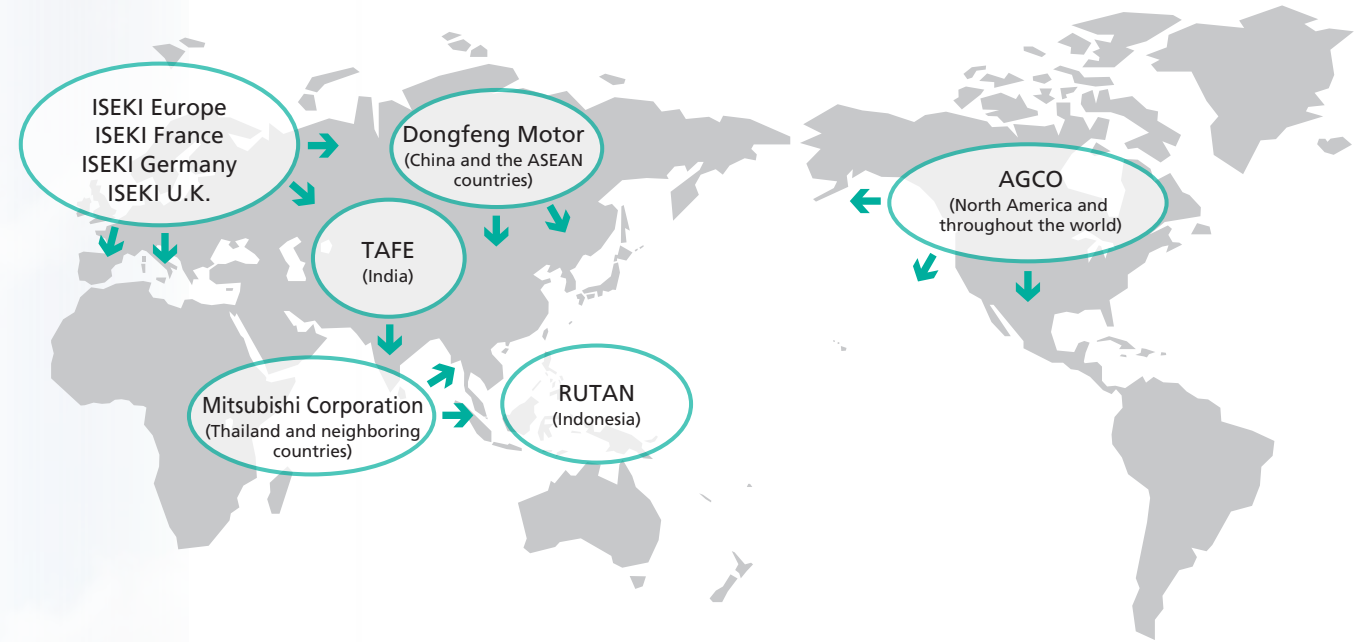 ISEKI Europe
ISEKI France
ISEKI Germany
ISEKI U.K.
Dongfeng Motor
(China and the ASEAN
countries)
AGCO
(North America and
throughout the world)
TAFE
(India)
Mitsubishi Corporation
(Thailand and neighboring
countries)
RUTAN
(Indonesia)